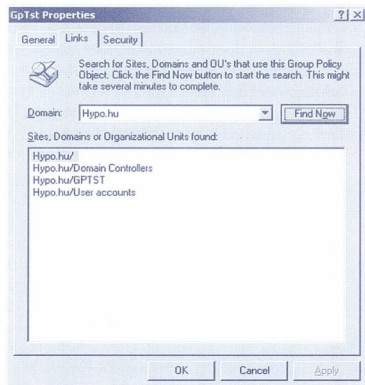 GpTst Properties
General Links Security
Search for Sites, Domains and OU's that use this Group Policy
Object. Click the Find Now button to start the search. This might
take several minutes to complete.
Domain: Hypo.hu Find Now
Sites, Domains or Organizational Units found:
Hypo.hu/
Hypo.hu/Domain Controllers
Hypo.hu/GPTST
Hypo.hu/User accounts
OK Cancel Apply